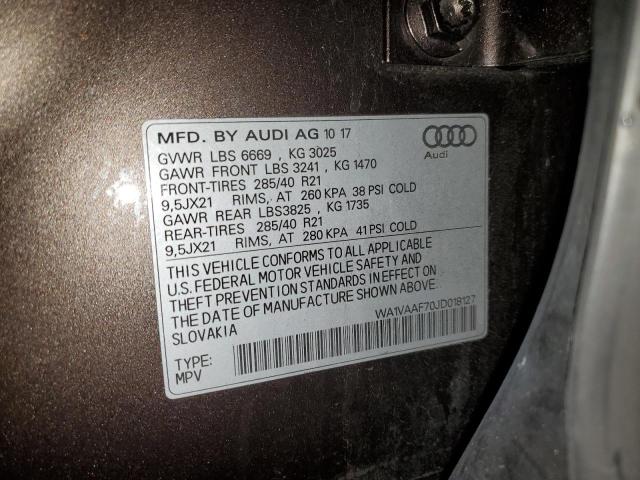 MFD. BY AUDI AG 10 17
GVWR LBS 6669 , KG 3025
GAWR FRONT LBS 3241 , KG 1470
FRONT-TIRES 285/40 R21
9,5JX21 RIMS, AT 260 KPA 38 PSI COLD
GAWR REAR LBS3825 , KG 1735
REAR-TIRES 285/40 R21
9,5JX21 RIMS, AT 280 KPA 41 PSI COLD
Audi
THIS VEHICLE CONFORMS TO ALL APPLICABLE
U.S. FEDERAL MOTOR VEHICLE SAFETY AND
THEFT PREVENTION STANDARDS IN EFFECT ON
THE DATE OF MANUFACTURE SHOWN ABOVE.
SLOVAKIA
WA1VAAF70JD018127
TYPE:
MPV